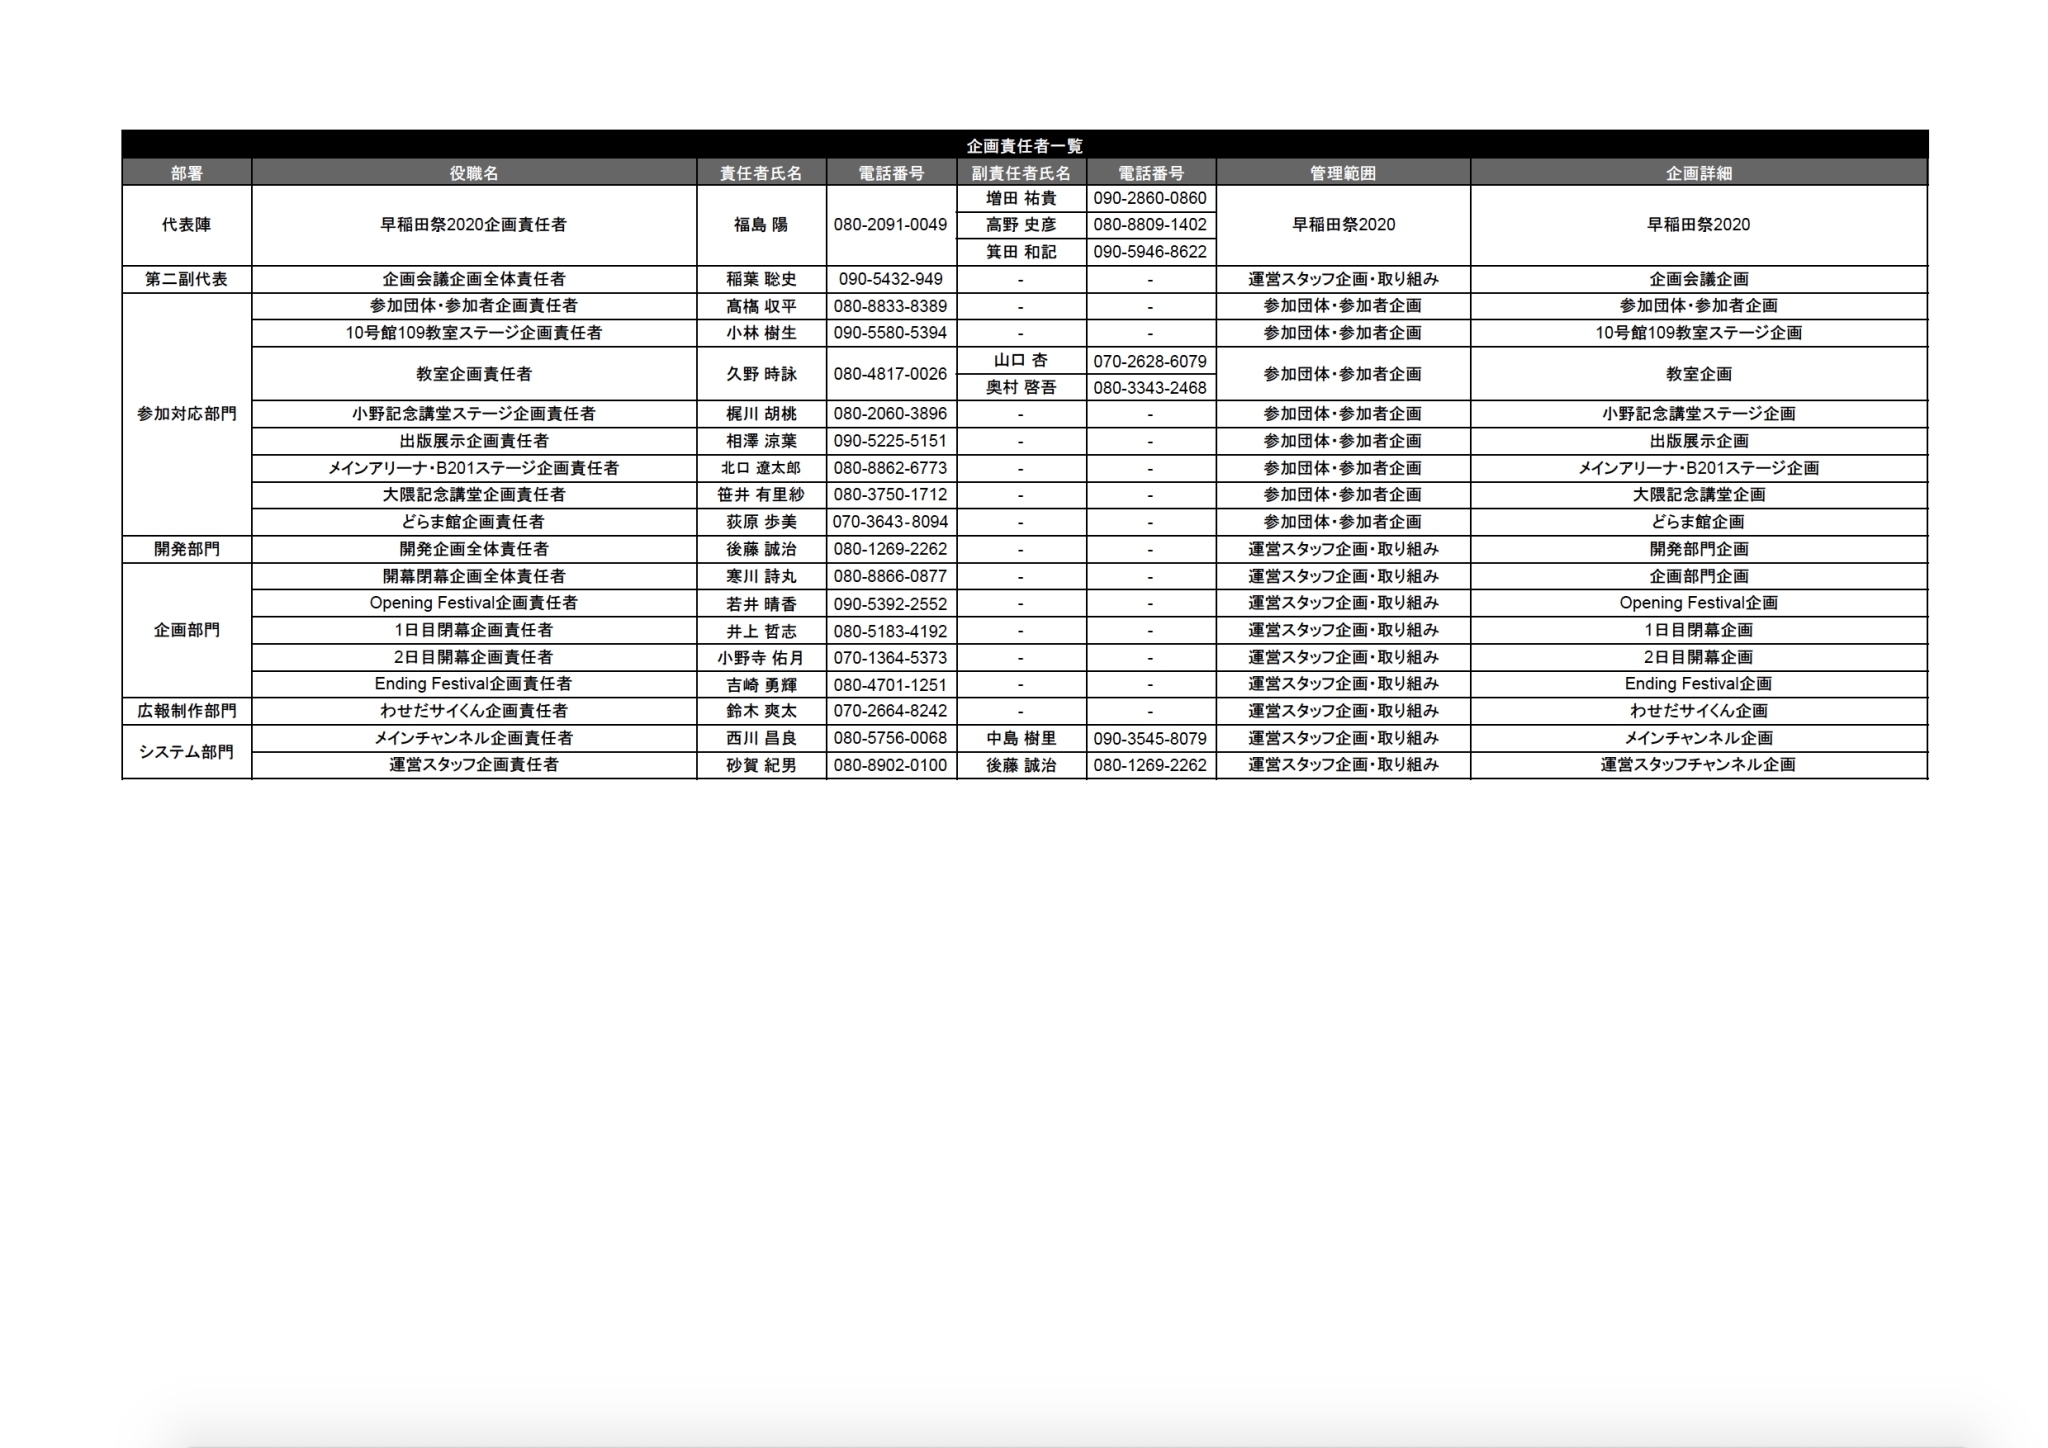 企画責任者一覧
部署 役職名 責任者氏名 電話番号 副責任者氏名 電話番号 管理範囲 企画詳細
代表陣 早稲田祭2020企画責任者 福島 陽 080-2091-0049 増田 祐貴 090-2860-0860 早稲田祭2020 早稲田祭2020
高野 史彦 080-8809-1402
箕田 和記 090-5946-8622
第二副代表 企画会議企画全体責任者 稲葉 聡史 090-5432-949 - - 運営スタッフ企画・取り組み 企画会議企画
参加対応部門 参加団体・参加者企画責任者 髙橋 収平 080-8833-8389 - - 参加団体・参加者企画 参加団体・参加者企画
10号館109教室ステージ企画責任者 小林 樹生 090-5580-5394 - - 参加団体・参加者企画 10号館109教室ステージ企画
教室企画責任者 久野 時詠 080-4817-0026 山口 杏 070-2628-6079 参加団体・参加者企画 教室企画
奥村 啓吾 080-3343-2468
小野記念講堂ステージ企画責任者 梶川 胡桃 080-2060-3896 - - 参加団体・参加者企画 小野記念講堂ステージ企画
出版展示企画責任者 相澤 涼葉 090-5225-5151 - - 参加団体・参加者企画 出版展示企画
メインアリーナ・B201ステージ企画責任者 北口 遼太郎 080-8862-6773 - - 参加団体・参加者企画 メインアリーナ・B201ステージ企画
大隈記念講堂企画責任者 笹井 有里紗 080-3750-1712 - - 参加団体・参加者企画 大隈記念講堂企画
どらま館企画責任者 荻原 歩美 070-3643-8094 - - 参加団体・参加者企画 どらま館企画
開発部門 開発企画全体責任者 後藤 誠治 080-1269-2262 - - 運営スタッフ企画・取り組み 開発部門企画
企画部門 開幕閉幕企画全体責任者 寒川 詩丸 080-8866-0877 - - 運営スタッフ企画・取り組み 企画部門企画
Opening Festival企画責任者 若井 晴香 090-5392-2552 - - 運営スタッフ企画・取り組み Opening Festival企画
1日目閉幕企画責任者 井上 哲志 080-5183-4192 - - 運営スタッフ企画・取り組み 1日目閉幕企画
2日目開幕企画責任者 小野寺 佑月 070-1364-5373 - - 運営スタッフ企画・取り組み 2日目開幕企画
Ending Festival企画責任者 吉崎 勇輝 080-4701-1251 - - 運営スタッフ企画・取り組み Ending Festival企画
広報制作部門 わせだサイくん企画責任者 鈴木 爽太 070-2664-8242 - - 運営スタッフ企画・取り組み わせだサイくん企画
システム部門 メインチャンネル企画責任者 西川 昌良 080-5756-0068 中島 樹里 090-3545-8079 運営スタッフ企画・取り組み メインチャンネル企画
運営スタッフ企画責任者 砂賀 紀男 080-8902-0100 後藤 誠治 080-1269-2262 運営スタッフ企画・取り組み 運営スタッフチャンネル企画